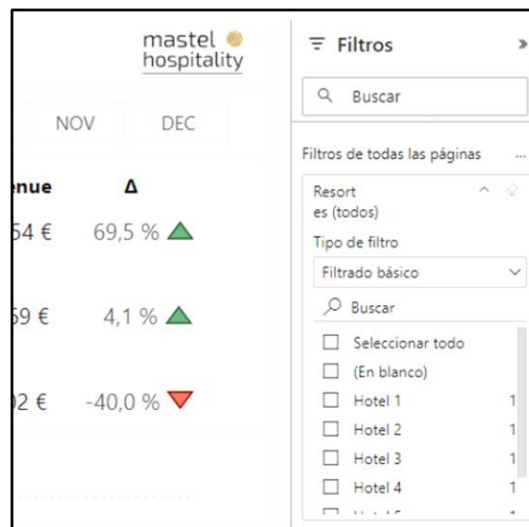 mastel
hospitality
NOV DEC
Δ
54 € 69,5 %
59 € 4,1 %
02 € -40,0 %
Filtros
Buscar
Filtros de todas las páginas ...
Resort
es (todos)
Tipo de filtro
Filtrado básico
Buscar
Seleccionar todo
(En blanco)
Hotel 1 1
Hotel 2 1
Hotel 3 1
Hotel 4 1